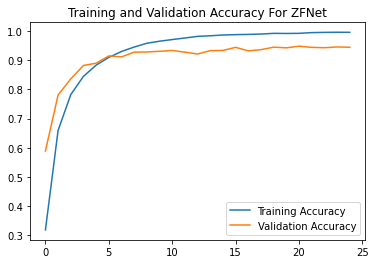 Training and Validation Accuracy For ZFNet
1.0
0.9
0.8
0.7
0.6
0.5
0.4
0.3
0 5 10 15 20 25
Training Accuracy
Validation Accuracy